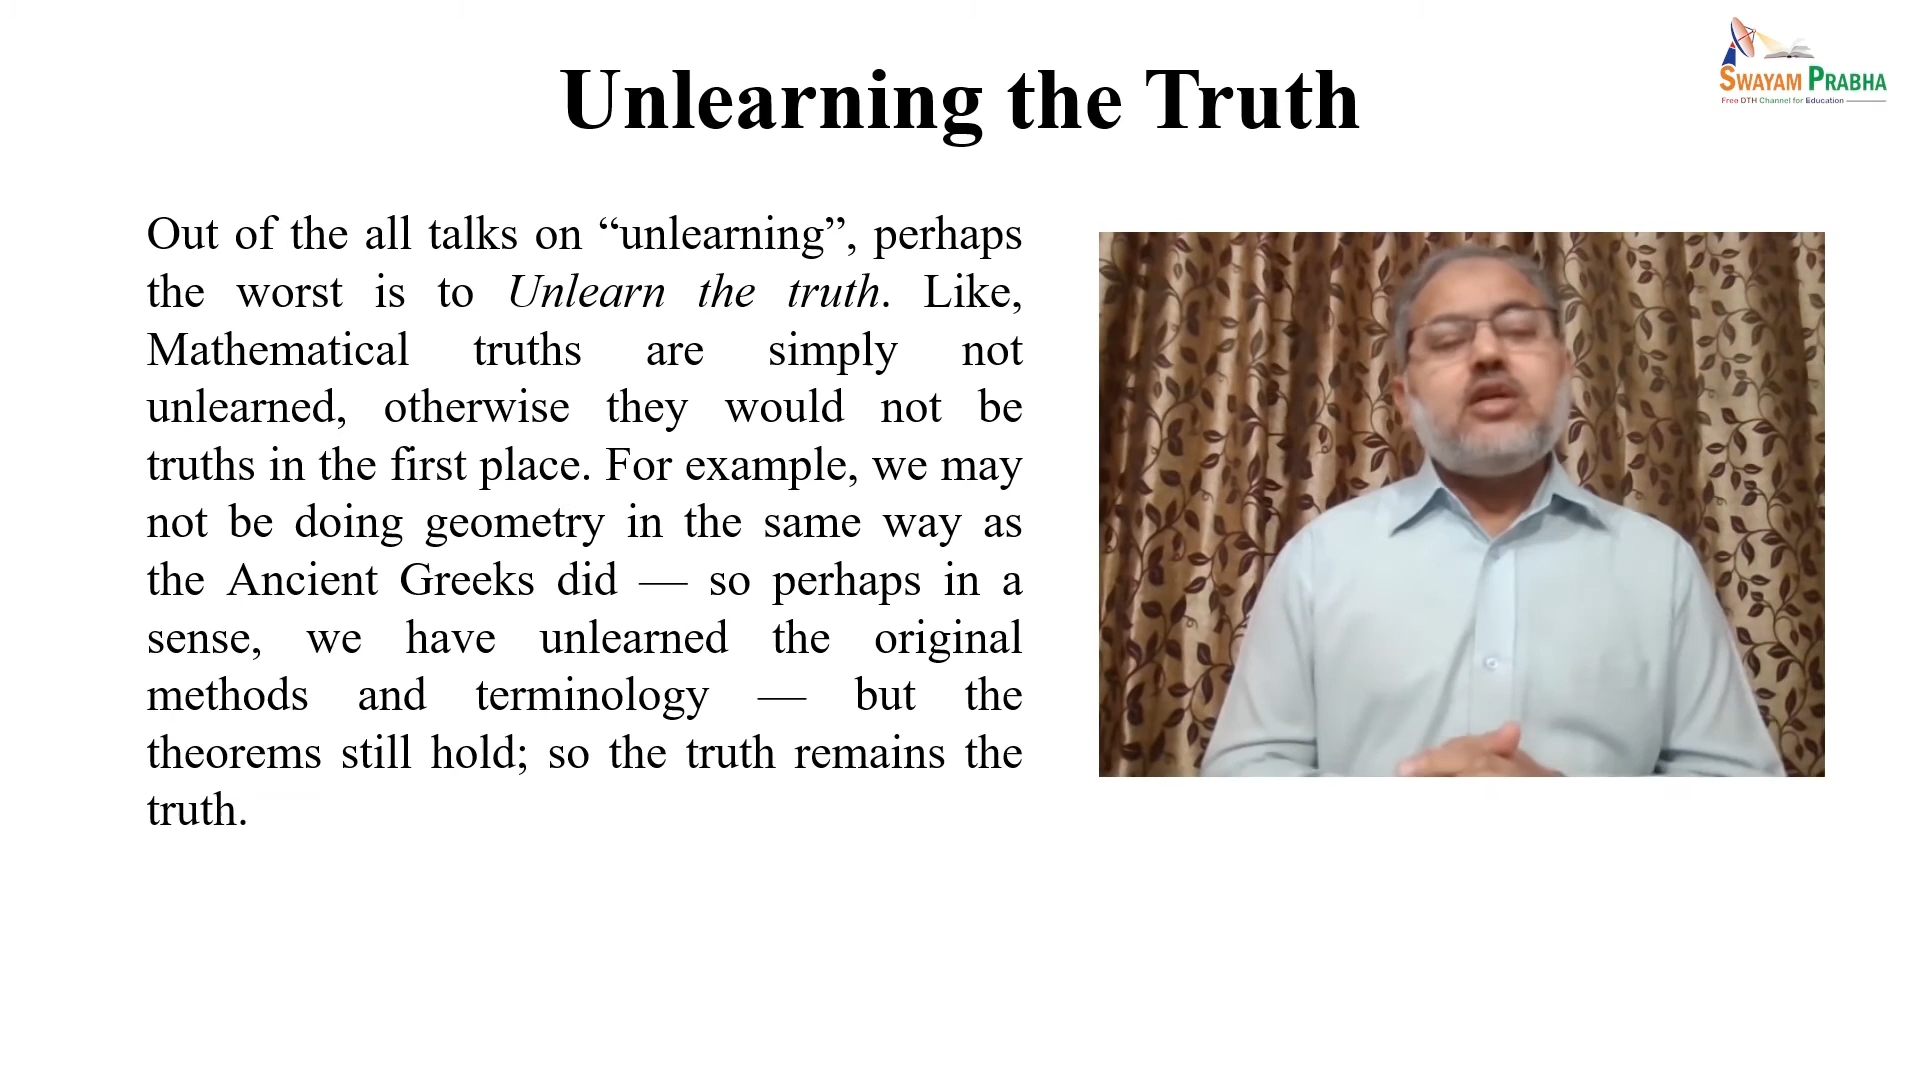 SWAYAM PRABHA
Free DTH Channel for Education
Unlearning the Truth
Out of the all talks on “unlearning”, perhaps
the worst is to Unlearn the truth. Like,
Mathematical truths are simply not
unlearned, otherwise they would not be
truths in the first place. For example, we may
not be doing geometry in the same way as
the Ancient Greeks did — so perhaps in a
sense, we have unlearned the original
methods and terminology — but the
theorems still hold; so the truth remains the
truth.